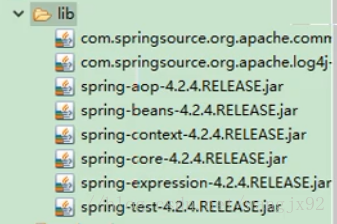 lib
com.springsource.org.apache.comm
com.springsource.org.apache.log4j-
spring-aop-4.2.4.RELEASE.jar
spring-beans-4.2.4.RELEASE.jar
spring-context-4.2.4.RELEASE.jar
spring-core-4.2.4.RELEASE.jar
spring-expression-4.2.4.RELEASE.jar
spring-test-4.2.4.RELEASE.jar